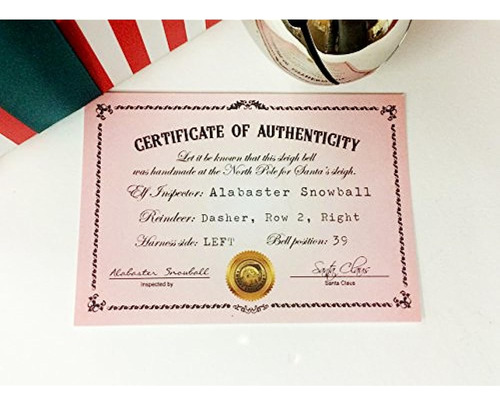 CERTIFICATE OF AUTHENTICITY
Let it be known that this sleigh bell
was handmade at the North Pole for Santa's sleigh.
Elf Inspector: Alabaster Snowball
Reindeer: Dasher, Row 2, Right
Harness side: LEFT Bell position: 39
Alabaster Snowball Santa Claus
Inspected by Santa Claus